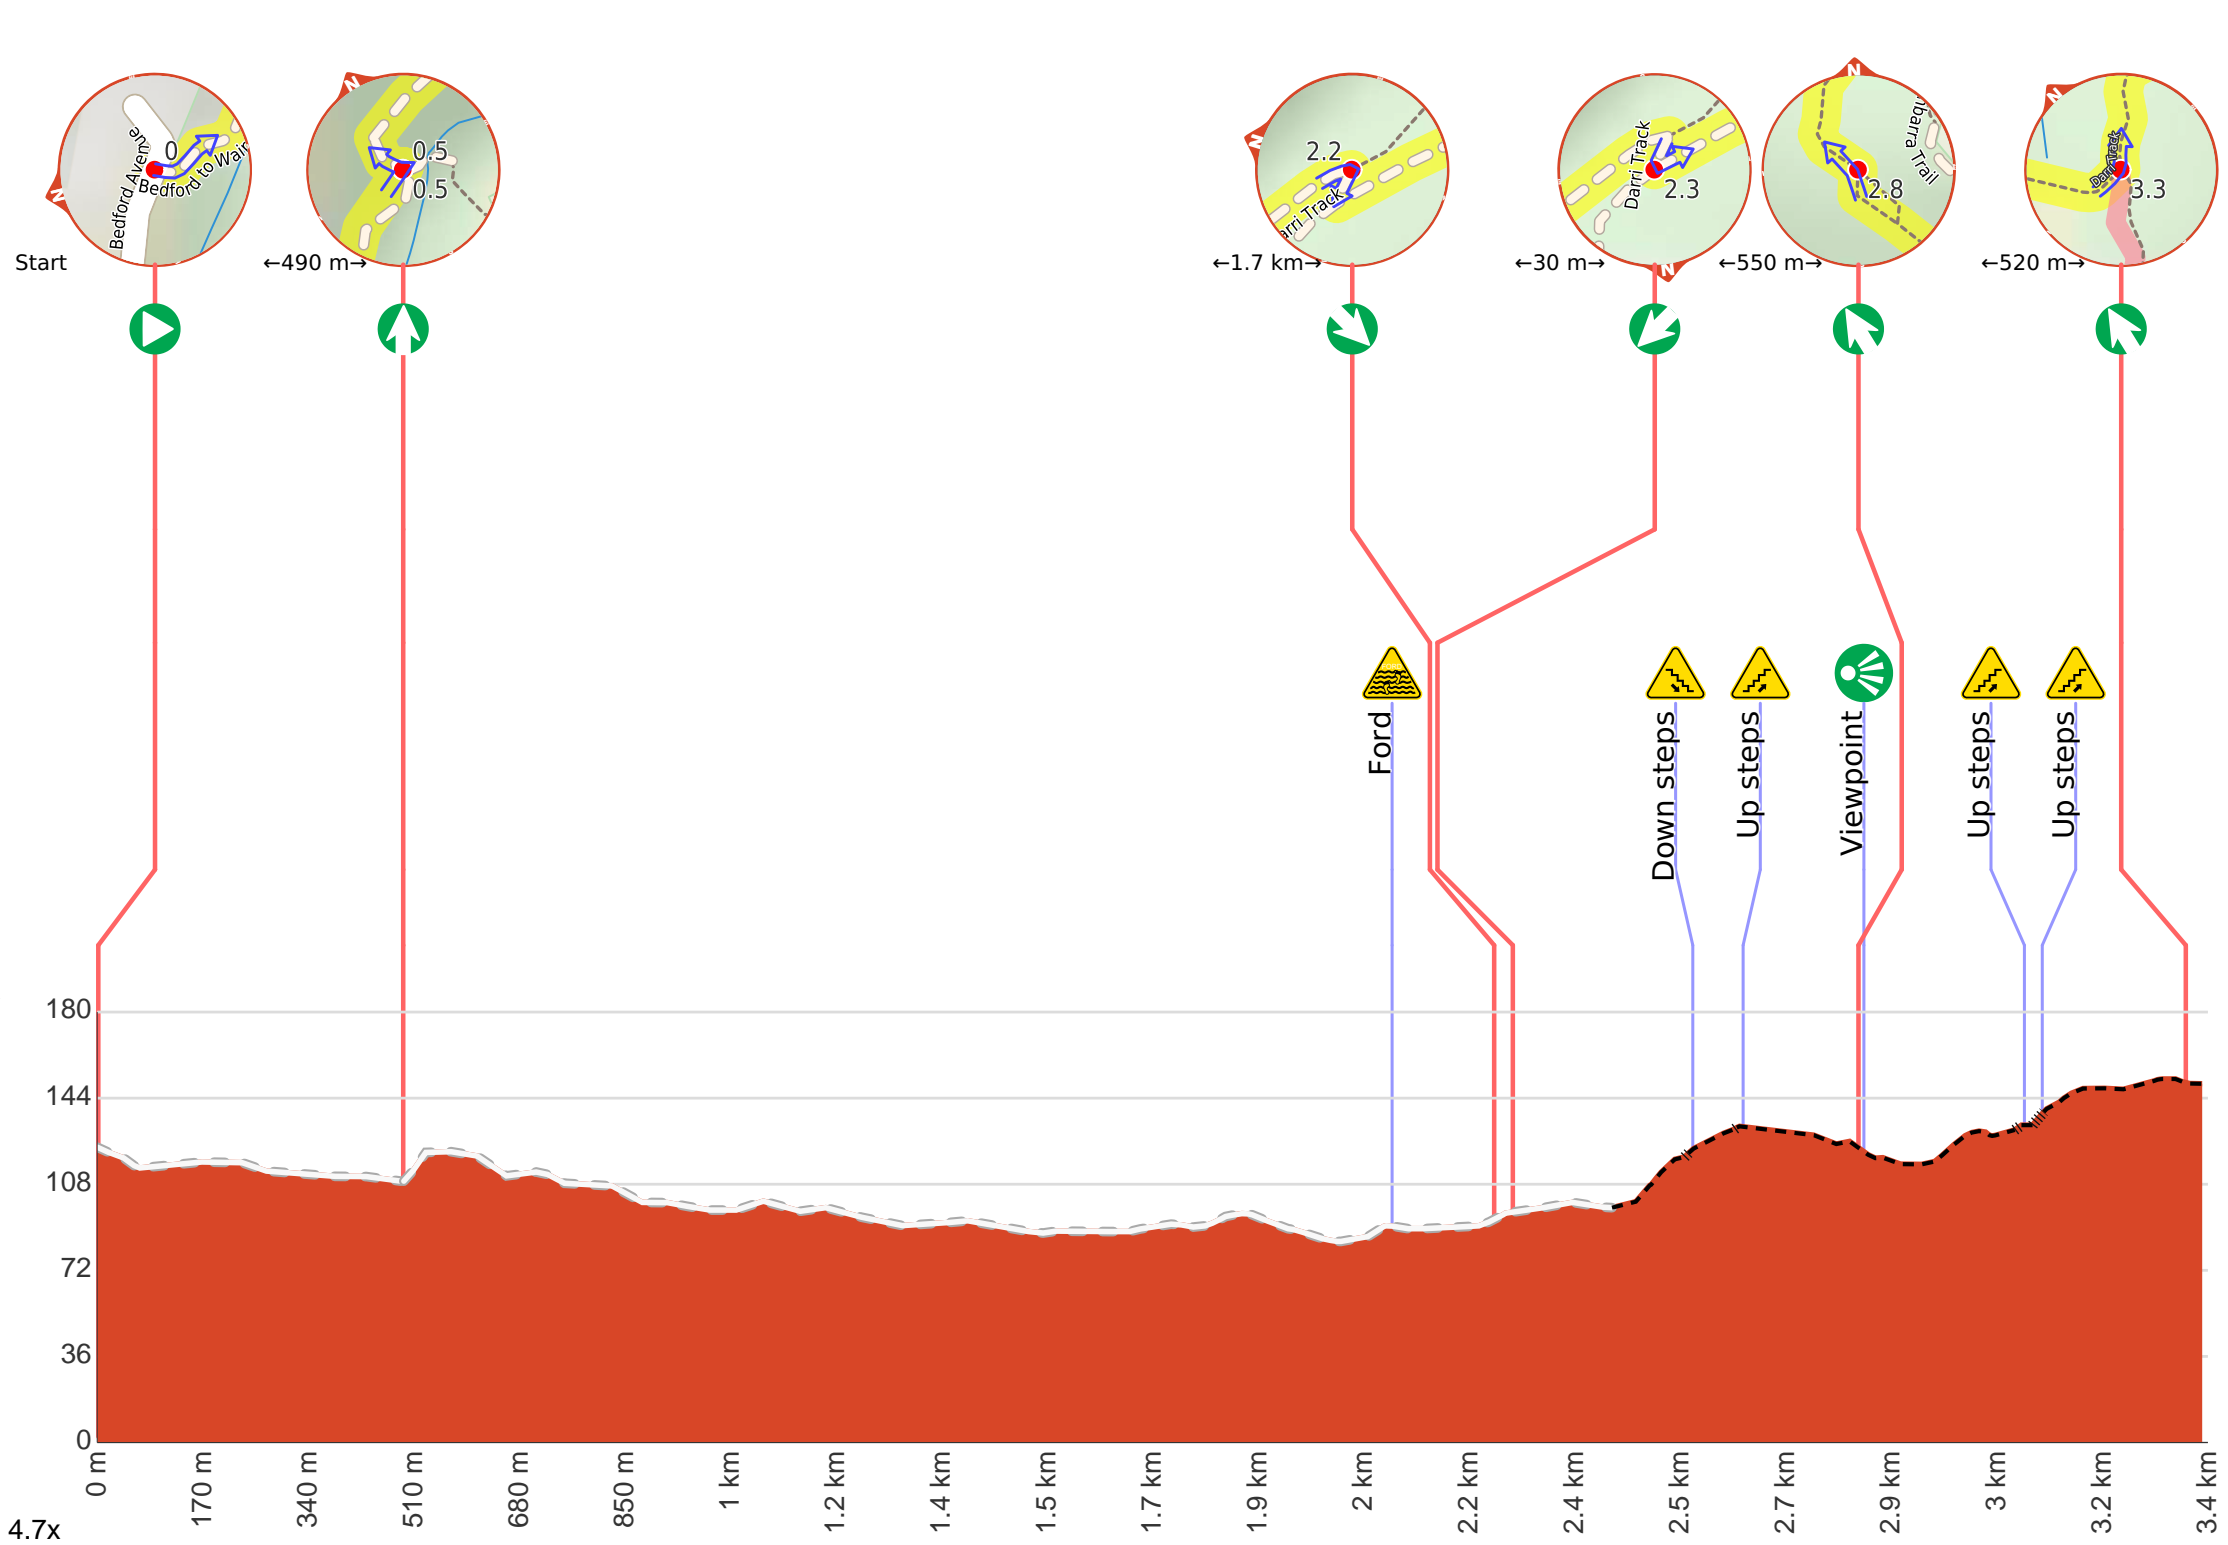 N
N
N
N
N
N
Bedford Avenue
0
Bedford to Wair
0.5
0.5
2.2
arri Track
Darri Track
2.3
2.8
nbarra Trail
Darri Track
3.3
Start
←490 m→
←1.7 km→
←30 m→
←550 m→
←520 m→
Ford
Down steps
Up steps
Viewpoint
Up steps
Up steps
180
144
108
72
36
0
0 m
170 m
340 m
510 m
680 m
850 m
1 km
1.2 km
1.4 km
1.5 km
1.7 km
1.9 km
2 km
2.2 km
2.4 km
2.5 km
2.7 km
2.9 km
3 km
3.2 km
3.4 km
4.7x